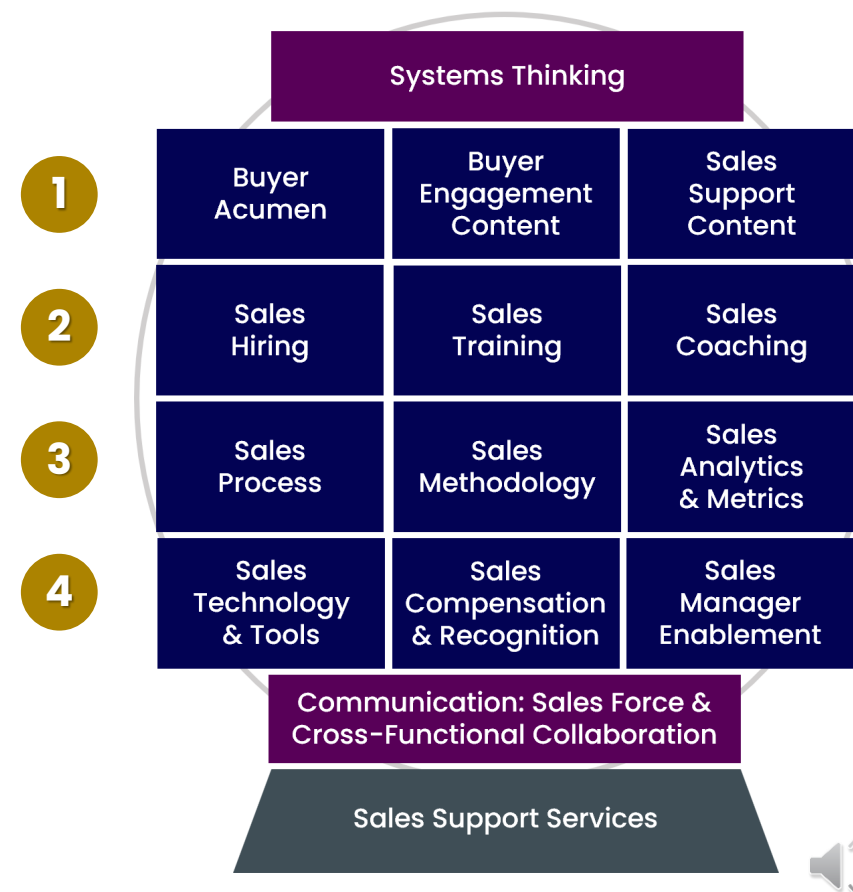 Systems Thinking
1
Buyer
Acumen
Buyer
Engagement
Content
Sales
Support
Content
2
Sales
Hiring
Sales
Training
Sales
Coaching
3
Sales
Process
Sales
Methodology
Sales
Analytics
& Metrics
4
Sales
Technology
& Tools
Sales
Compensation
& Recognition
Sales
Manager
Enablement
Communication: Sales Force &
Cross-Functional Collaboration
Sales Support Services